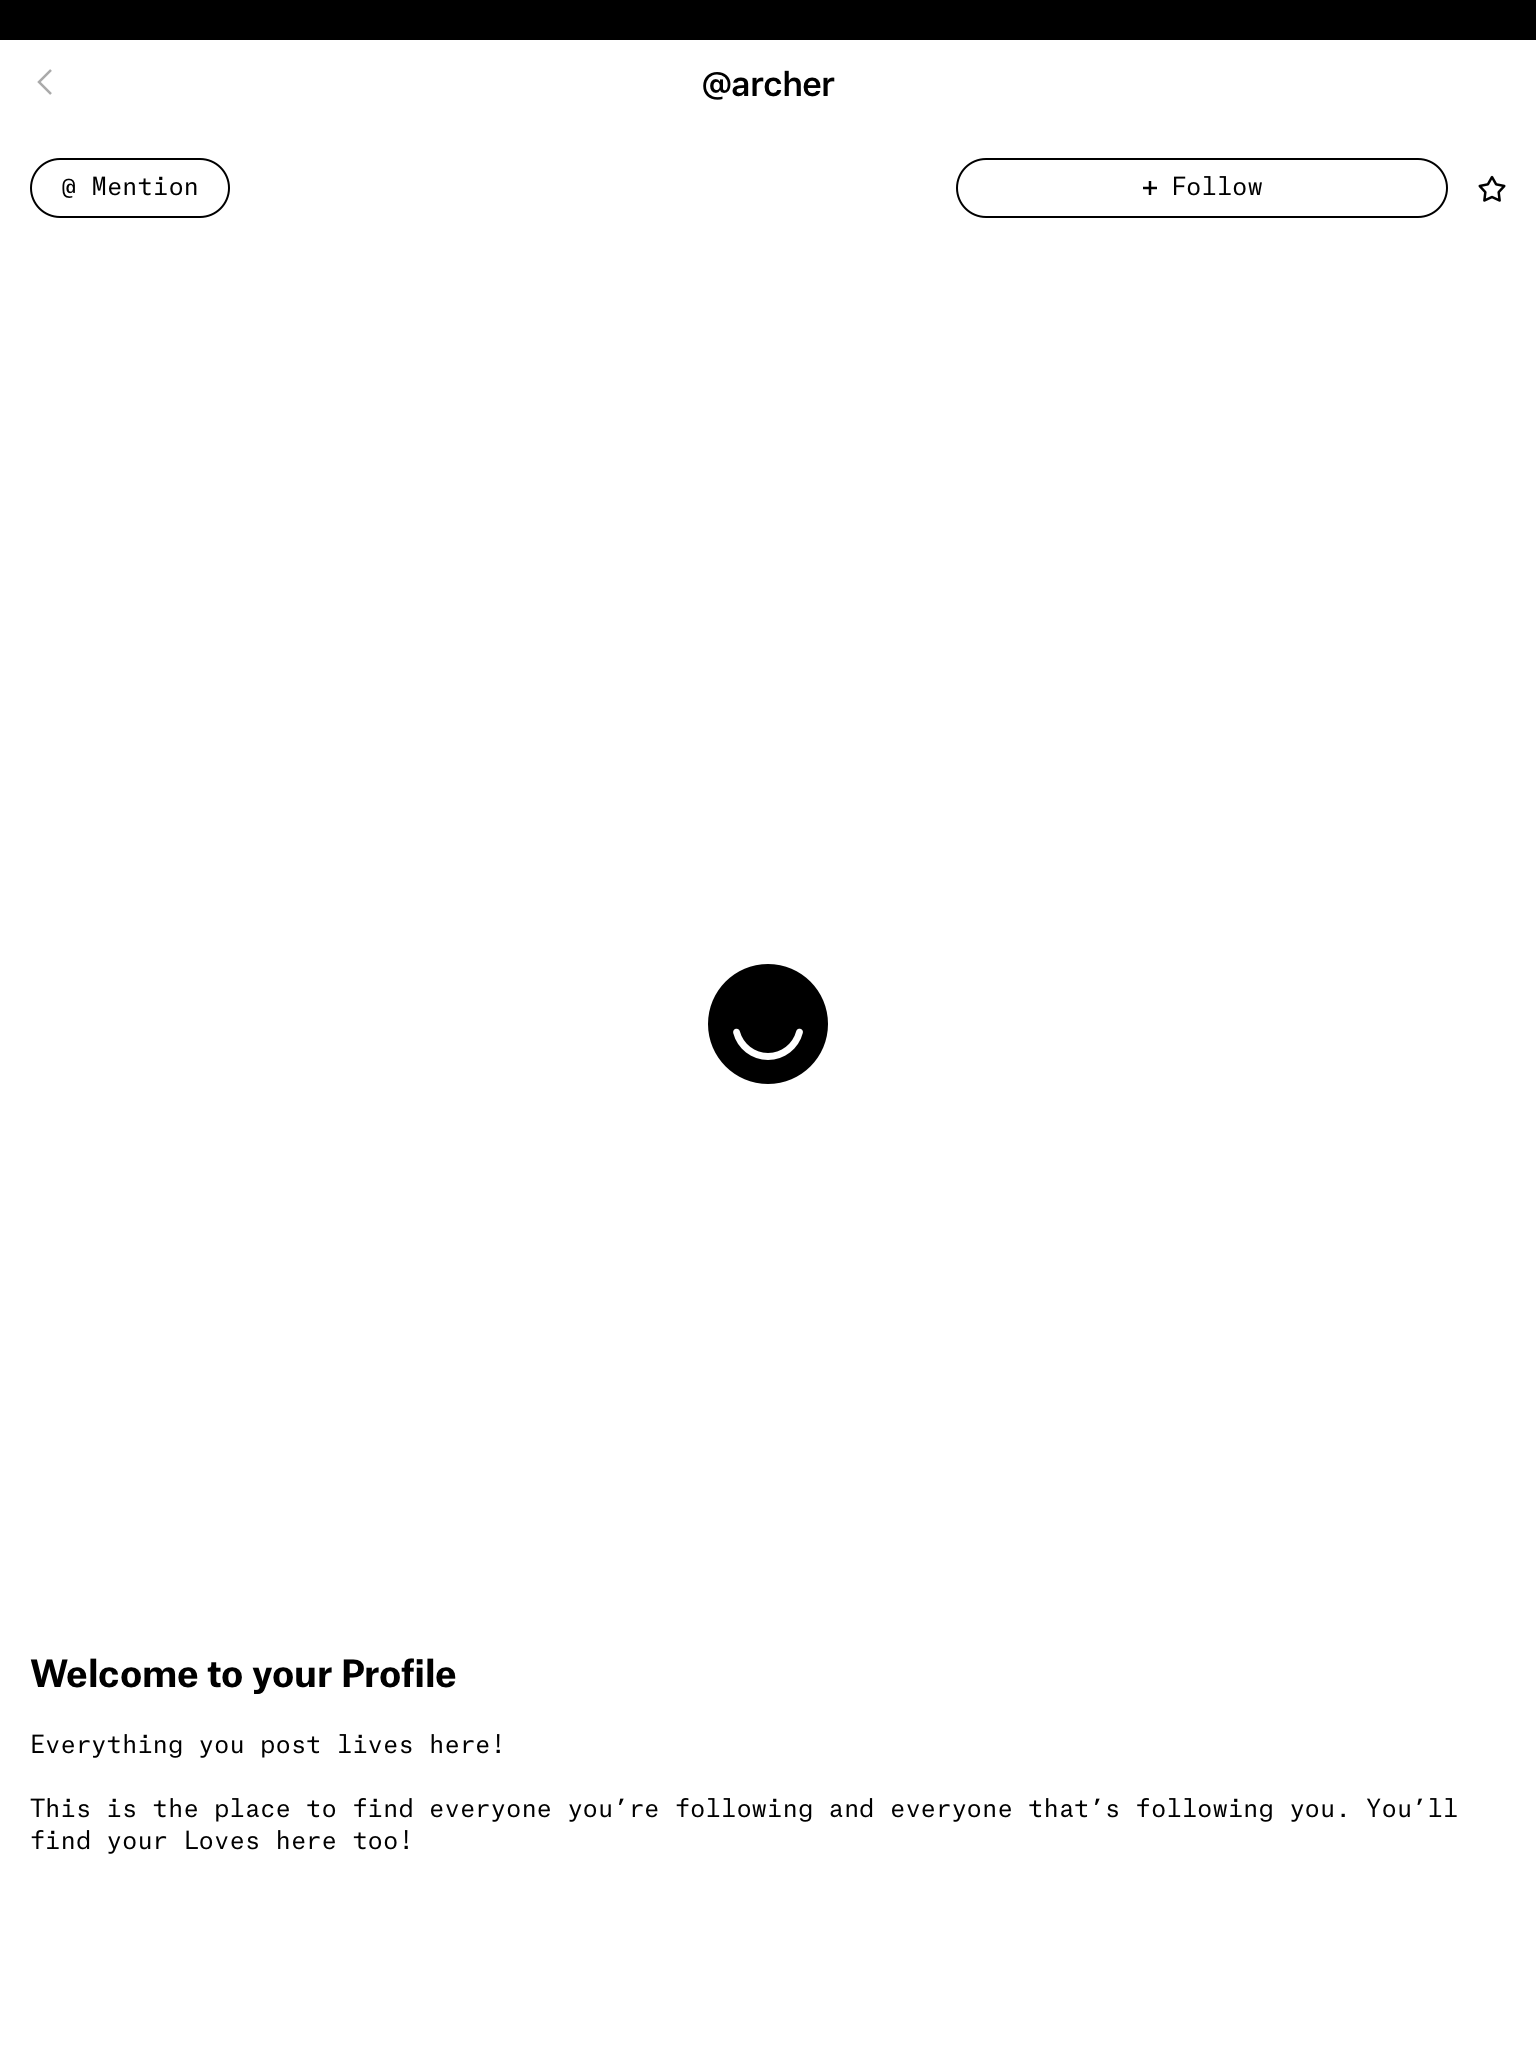 @archer
@ Mention
+ Follow
Welcome to your Profile
Everything you post lives here!
This is the place to find everyone you’re following and everyone that’s following you. You’ll
find your Loves here too!